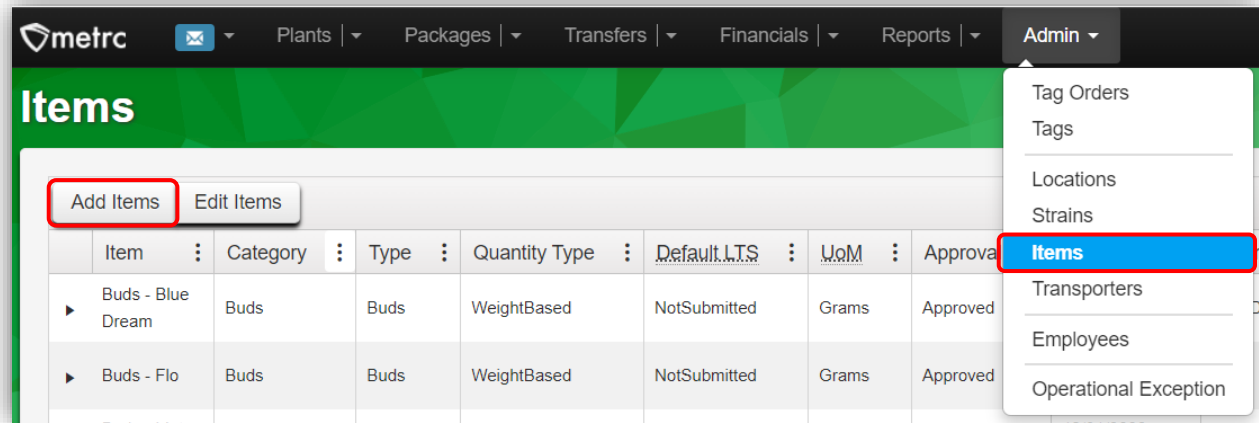 metrc Plants Packages Transfers Financials Reports Admin
Items
Tag Orders
Tags
Locations
Strains
Items
Transporters
Employees
Operational Exception
Add Items Edit Items
Item Category Type Quantity Type Default LTS UoM Approva
Buds - Blue
Dream Buds Buds WeightBased NotSubmitted Grams Approved
Buds - Flo Buds Buds WeightBased NotSubmitted Grams Approved